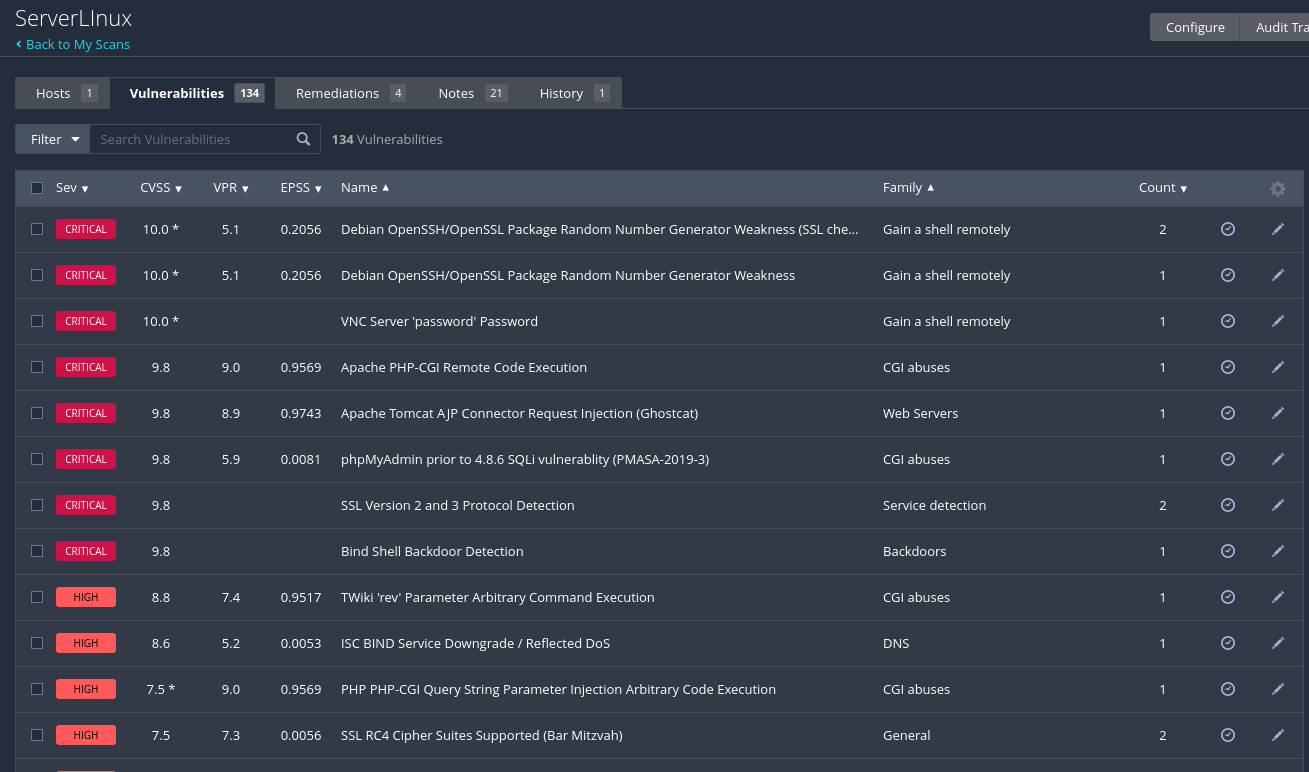 ServerLInux
Back to My Scans
Configure Audit Tra
Hosts 1 Vulnerabilities 134 Remediations 4 Notes 21 History 1
Filter Search Vulnerabilities 134 Vulnerabilities
Sev CVSS VPR EPSS Name Family Count
CRITICAL 10.0 * 5.1 0.2056 Debian OpenSSH/OpenSSL Package Random Number Generator Weakness (SSL che... Gain a shell remotely 2
CRITICAL 10.0 * 5.1 0.2056 Debian OpenSSH/OpenSSL Package Random Number Generator Weakness Gain a shell remotely 1
CRITICAL 10.0 * VNC Server 'password' Password Gain a shell remotely 1
CRITICAL 9.8 9.0 0.9569 Apache PHP-CGI Remote Code Execution CGI abuses 1
CRITICAL 9.8 8.9 0.9743 Apache Tomcat AJP Connector Request Injection (Ghostcat) Web Servers 1
CRITICAL 9.8 5.9 0.0081 phpMyAdmin prior to 4.8.6 SQLi vulnerablity (PMASA-2019-3) CGI abuses 1
CRITICAL 9.8 SSL Version 2 and 3 Protocol Detection Service detection 2
CRITICAL 9.8 Bind Shell Backdoor Detection Backdoors 1
HIGH 8.8 7.4 0.9517 TWiki 'rev' Parameter Arbitrary Command Execution CGI abuses 1
HIGH 8.6 5.2 0.0053 ISC BIND Service Downgrade / Reflected DoS DNS 1
HIGH 7.5 * 9.0 0.9569 PHP PHP-CGI Query String Parameter Injection Arbitrary Code Execution CGI abuses 1
HIGH 7.5 7.3 0.0056 SSL RC4 Cipher Suites Supported (Bar Mitzvah) General 2